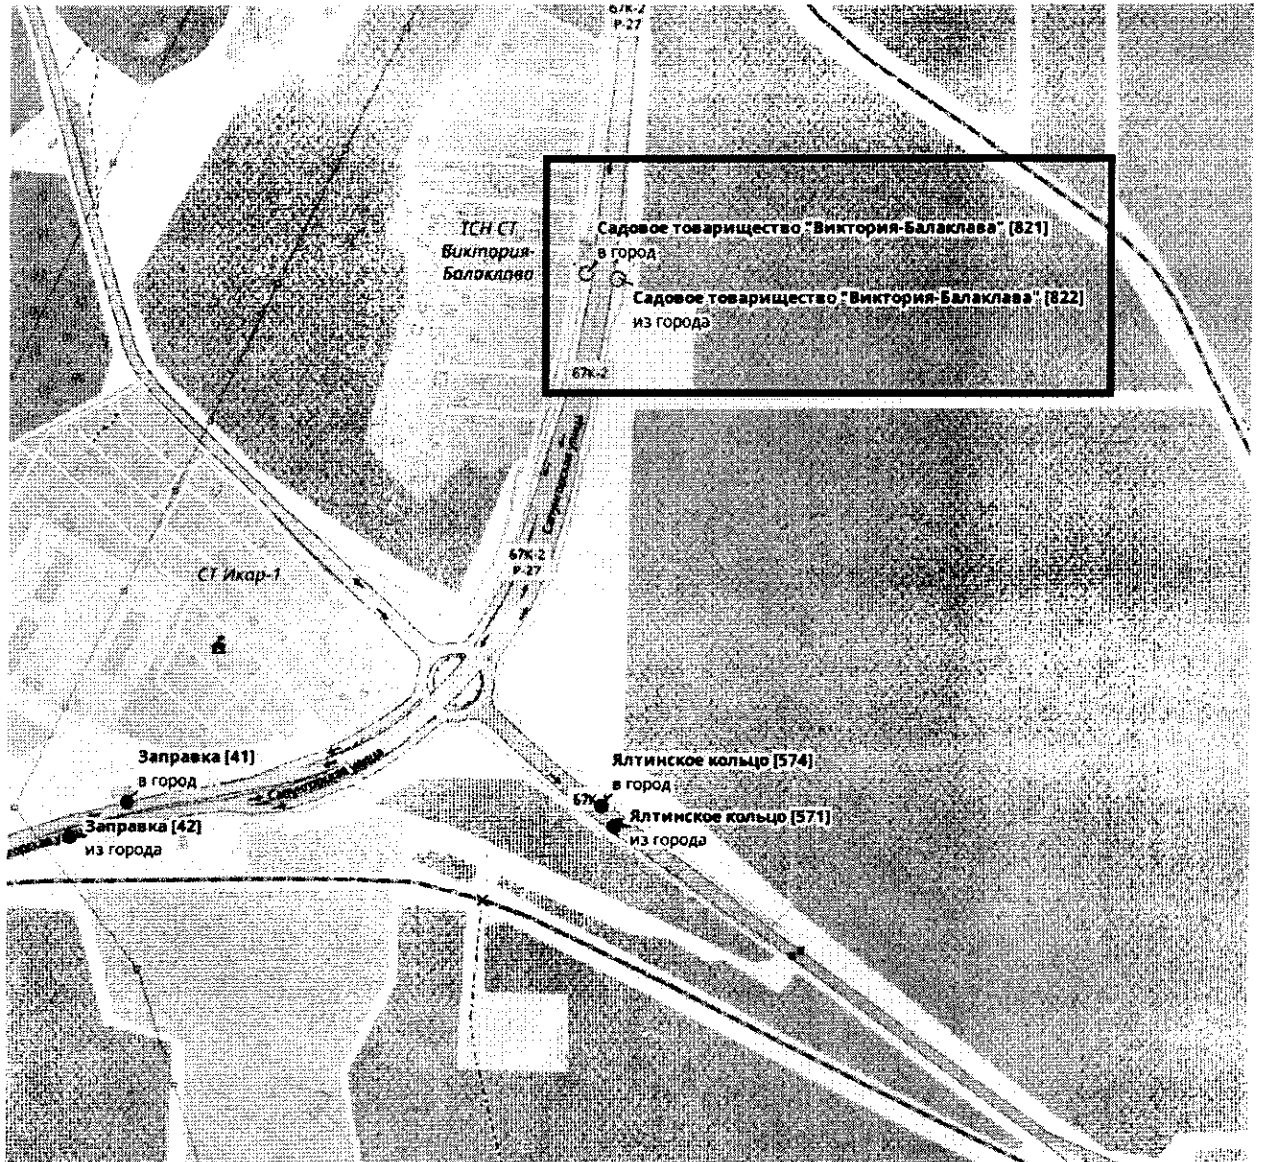 67К-2
Р-27
ТСН СТ
Виктория-
Балаклава
Садовое товарищество "Виктория-Балаклава" [821]
в город
Садовое товарищество "Виктория-Балаклава" [822]
из города
67К-2
67К-2
Р-27
СТ Икар-1
Заправка [41]
в город
Заправка [42]
из города
Ялтинское кольцо [574]
в город
Ялтинское кольцо [571]
из города